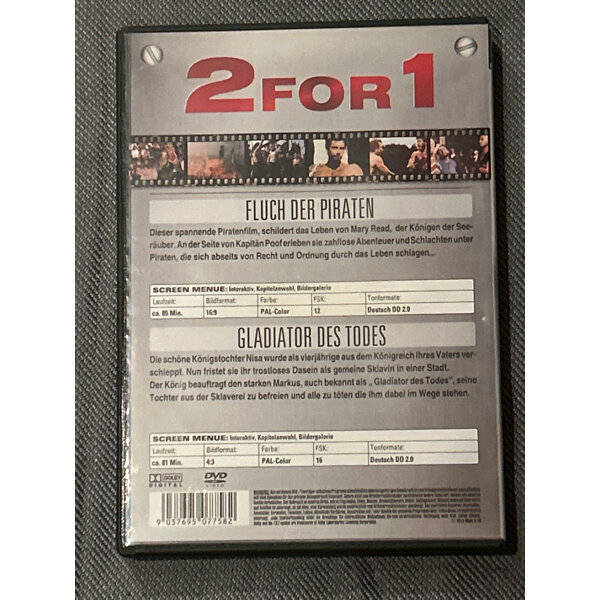 2 FOR 1
FLUCH DER PIRATEN
Dieser spannende Piratenfilm, schildert das Leben von Mary Read, der Königen der See-
räuber. An der Seite von Kapitän Poof erleben sie zahllose Abenteuer und Schlachten unter
Piraten, die sich abseits von Recht und Ordnung durch das Leben schlagen...
SCREEN MENUE: Interaktiv, Kapitelanwahl, Bildergalerie
Laufzeit: Bildformat: Farbe: FSK: Tonformate:
ca. 85 Min. 16:9 PAL-Color 12 Deutsch DD 2.0
GLADIATOR DES TODES
Die schöne Königstochter Nisa wurde als vierjährige aus dem Königreich ihres Vaters ver-
schleppt. Nun fristet sie ihr trostloses Dasein als gemeine Sklavin in einer Stadt.
Der König beauftragt den starken Markus, auch bekannt als „ Gladiator des Todes", seine
Tochter aus der Sklaverei zu befreien und alle zu töten die ihm dabei im Wege stehen.
SCREEN MENUE: Interaktiv, Kapitelanwahl, Bildergalerie
Laufzeit: Bildformat: Farbe: FSK: Tonformate:
ca. 81 Min. 4:3 PAL-Color 16 Deutsch DD 2.0
DOLBY
DIGITAL
DVD
VIDEO
9 037695 077582